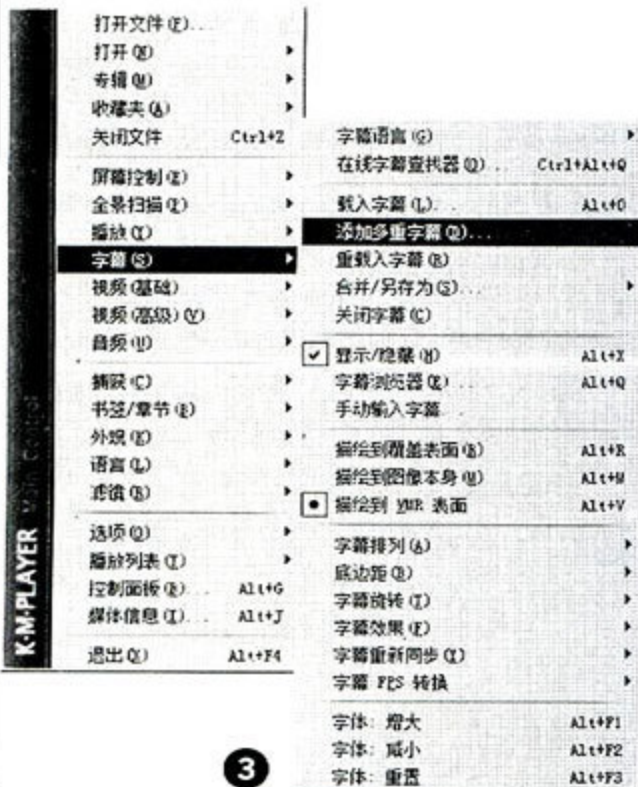 打开文件(F)...
打开(N)
专辑(M)
收藏夹(A)
关闭文件 Ctrl+Z
屏幕控制(E)
全景扫描(P)
播放(Y)
字幕(S)
视频(基础)
视频(高级)(V)
音频(U)
捕获(C)
书签/章节(B)
外观(K)
语言(L)
滤镜(R)
选项(O)
播放列表(T)
控制面板(R)... Alt+G
媒体信息(I)... Alt+J
退出(X) Alt+F4
K·M·PLAYER Main Control
字幕语言(G)
在线字幕查找器(D)... Ctrl+Alt+Q
载入字幕(L)... Alt+O
添加多重字幕(D)...
重载入字幕(R)
合并/另存为(S)...
关闭字幕(C)
显示/隐藏(H) Alt+X
字幕浏览器(E) Alt+Q
手动输入字幕...
描绘到覆盖表面(B) Alt+R
描绘到图像本身(M) Alt+W
描绘到 VMR 表面 Alt+V
字幕排列(A)
底边距(B)
字幕旋转(T)
字幕效果(F)
字幕重新同步(Y)
字幕 FPS 转换
字体: 增大 Alt+F1
字体: 减小 Alt+F2
字体: 重置 Alt+F3
3